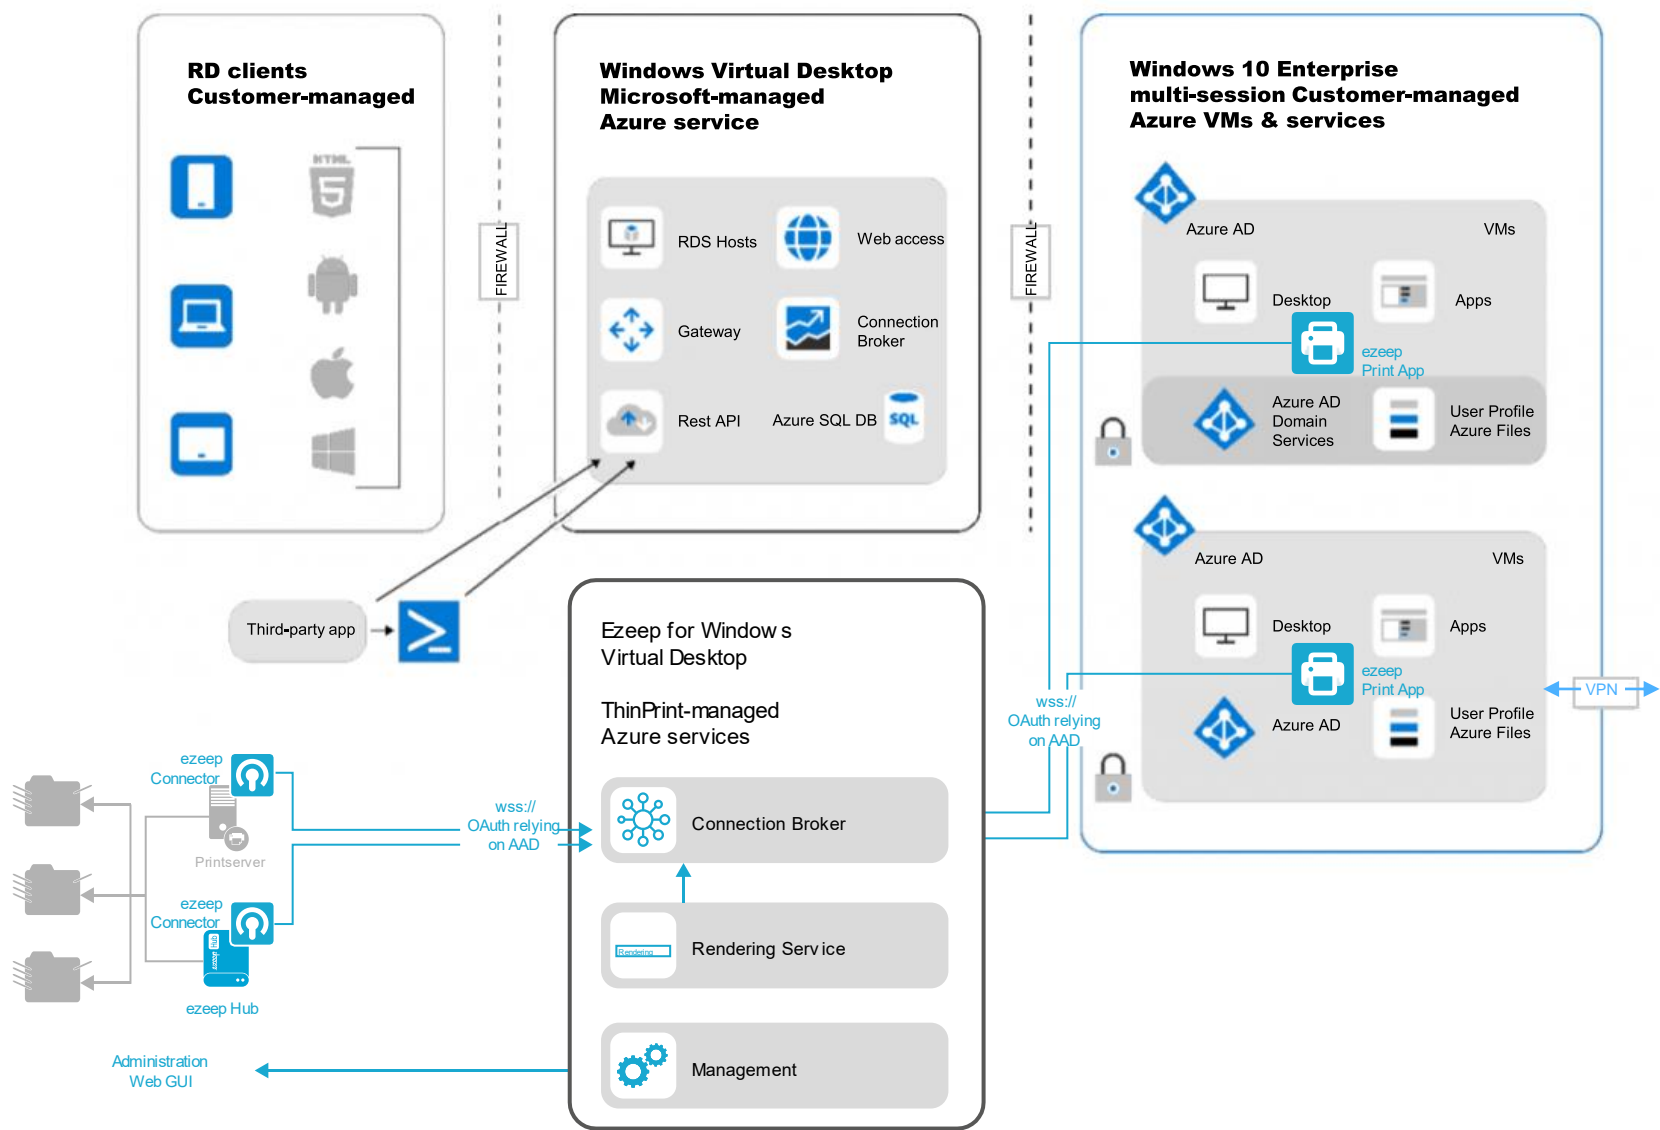 RD clients
Customer-managed
HTML
5
FIREWALL
Windows Virtual Desktop
Microsoft-managed
Azure service
RDS Hosts
Web access
Gateway
Connection
Broker
Rest API
Azure SQL DB
SQL
FIREWALL
Windows 10 Enterprise
multi-session Customer-managed
Azure VMs & services
Azure AD
VMs
Desktop
Apps
ezeep
Print App
Azure AD
Domain
Services
User Profile
Azure Files
Azure AD
VMs
Desktop
Apps
ezeep
Print App
Azure AD
User Profile
Azure Files
VPN
Third-party app
Ezeep for Windows
Virtual Desktop
ThinPrint-managed
Azure services
Connection Broker
Rendering
Rendering Service
Management
wss://
OAuth relying
on AAD
wss://
OAuth relying
on AAD
ezeep
Connector
Printserver
ezeep
Connector
ezeep Hub
ezeep Hub
Administration
Web GUI